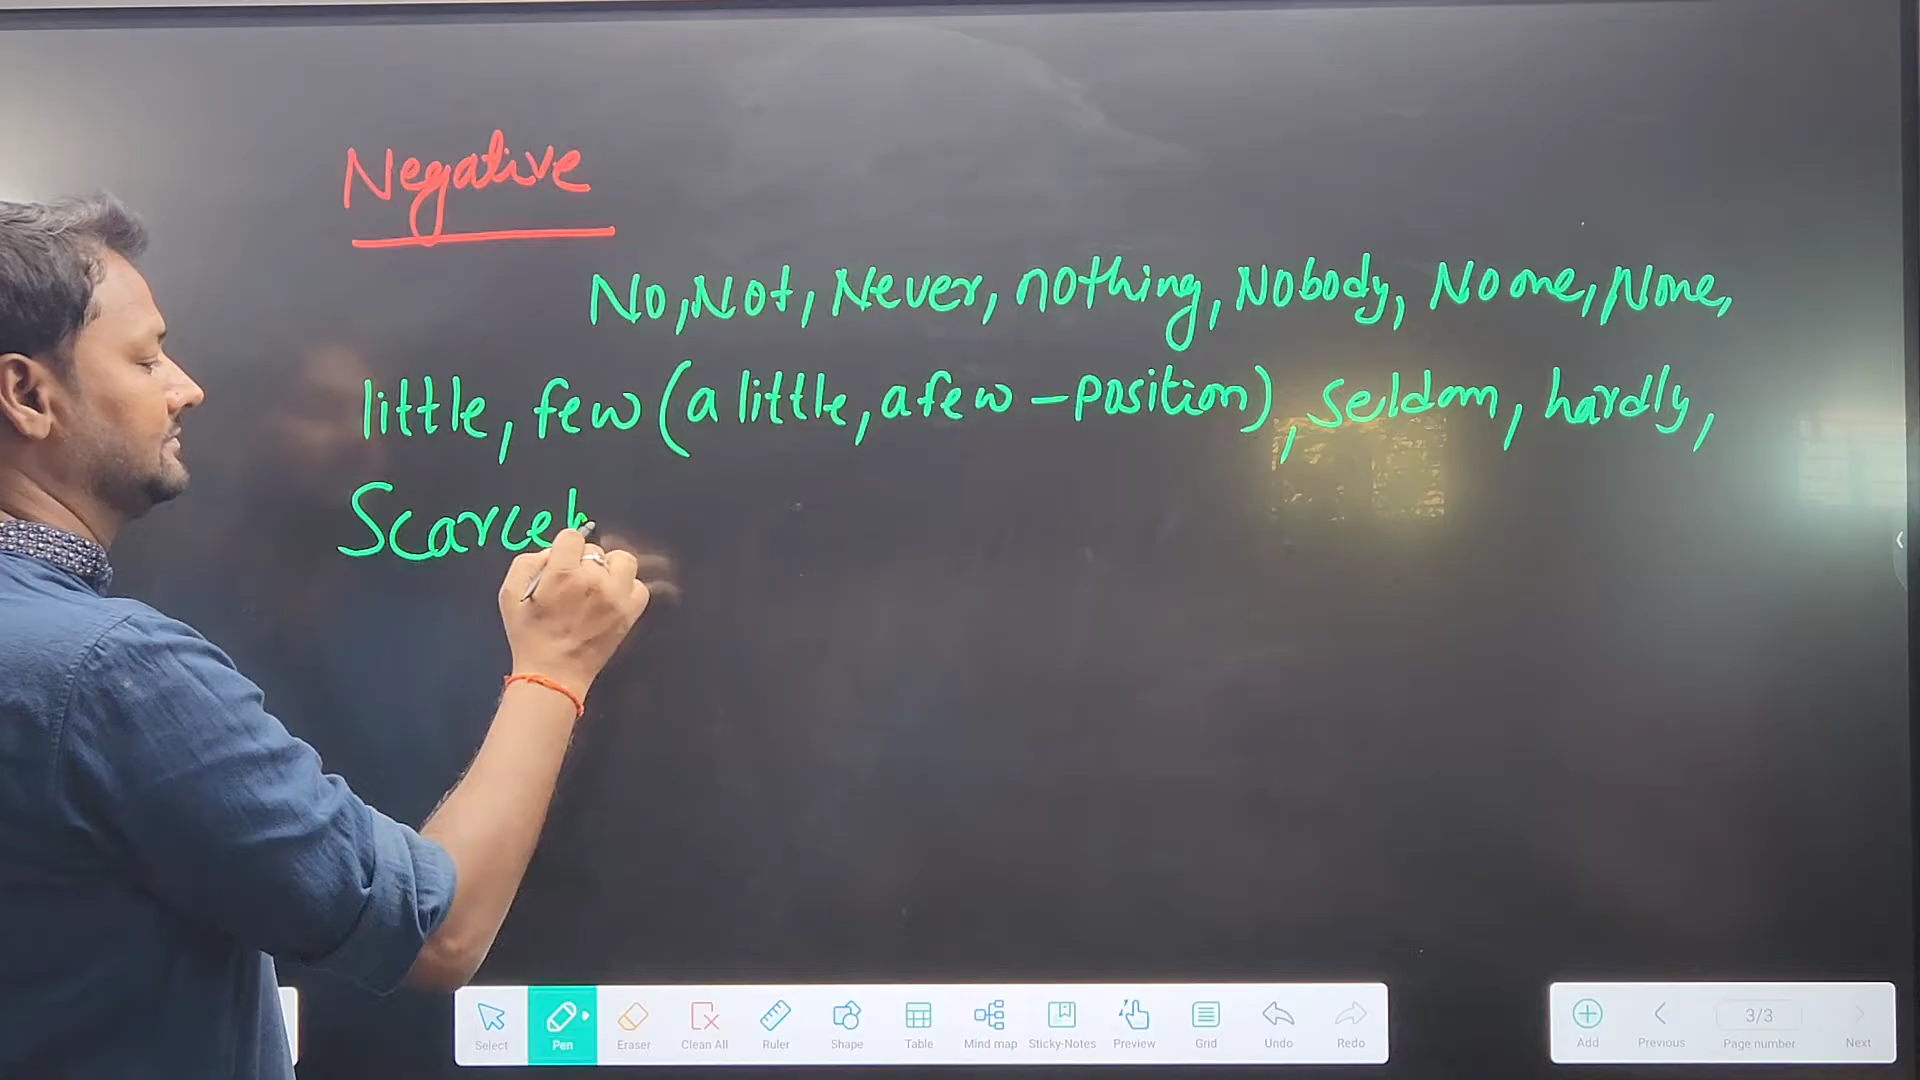 Negative
No, Not, Never, nothing, Nobody, No one, None,
little, few (a little, a few – position), seldom, hardly,
Scarcel
Select Pen Eraser Clean All Ruler Shape Table Mind map Sticky-Notes Preview Grid Undo Redo
Add Previous 3/3 Page number Next